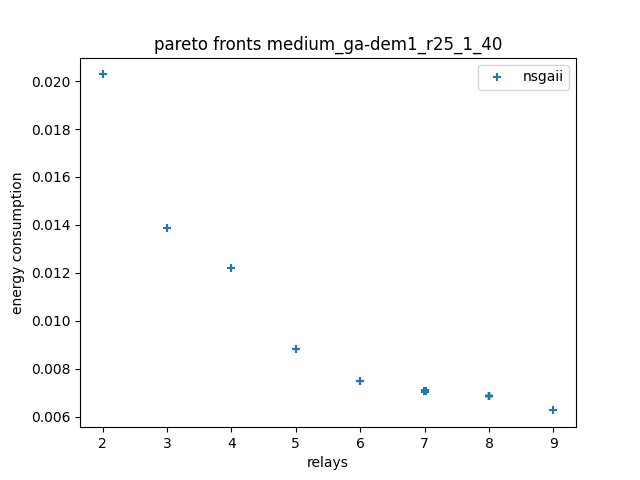 pareto fronts medium_ga-dem1_r25_1_40
nsgaii
0.020
0.018
0.016
0.014
0.012
0.010
0.008
0.006
energy consumption
2 3 4 5 6 7 8 9
relays